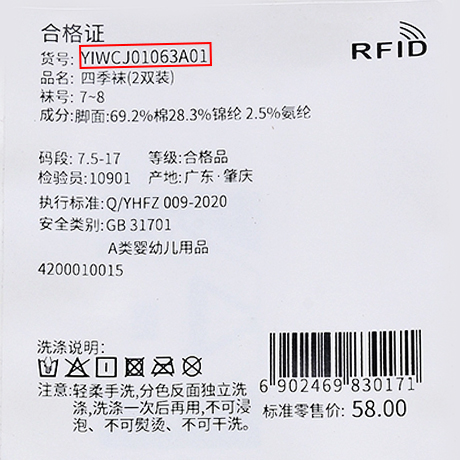 合格证
RFID
货号: YIWCJ01063A01
品名: 四季袜(2双装)
袜号: 7~8
成分:脚面:69.2%棉28.3%锦纶 2.5%氨纶
码段: 7.5-17 等级:合格品
检验员:10901 产地:广东·肇庆
执行标准: Q/YHFZ 009-2020
安全类别:GB 31701
A类婴幼儿用品
4200010015
洗涤说明:
注意:轻柔手洗,分色反面独立洗
涤,洗涤一次后再用,不可浸
泡、不可熨烫、不可干洗。
6 902469 830171
标准零售价: 58.00